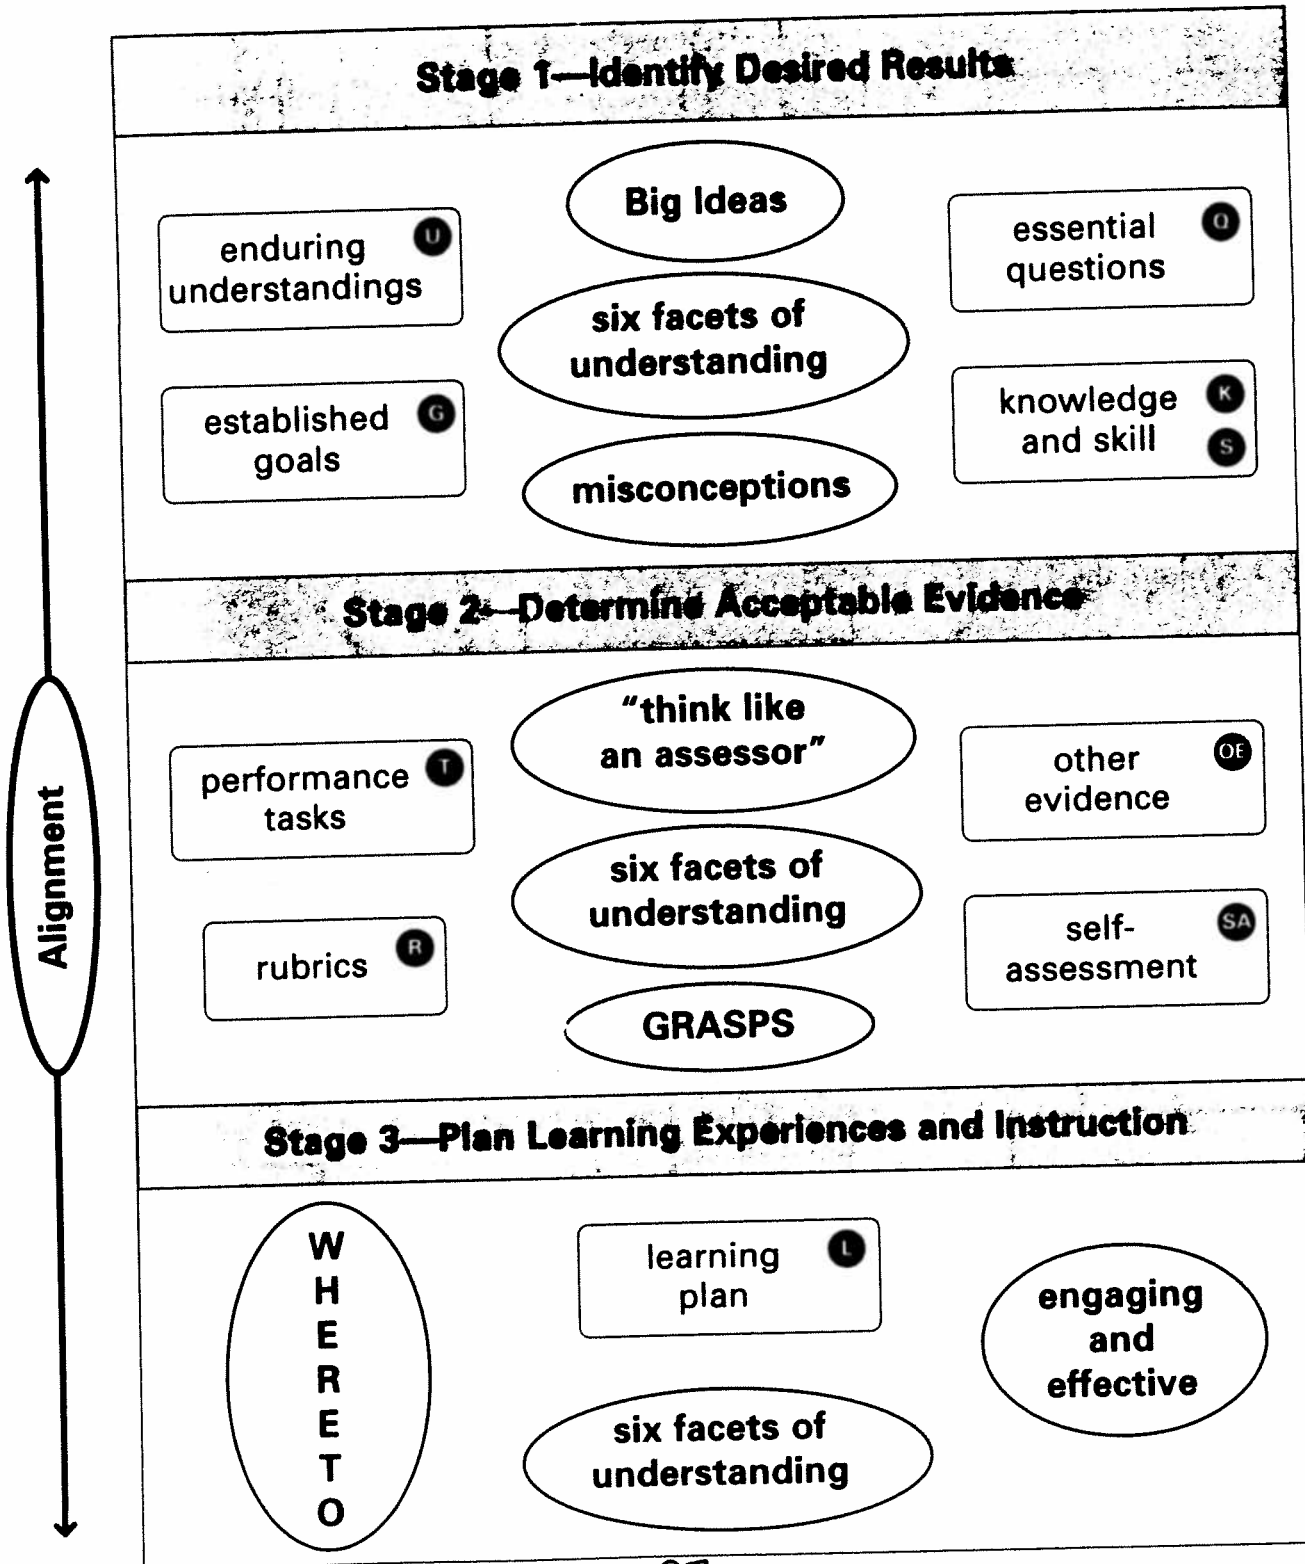 Stage 1—Identify Desired Results
Big Ideas
enduring
understandings
U
essential
questions
Q
six facets of
understanding
established
goals
G
knowledge
and skill
K
S
misconceptions
Stage 2—Determine Acceptable Evidence
"think like
an assessor"
performance
tasks
T
other
evidence
OE
six facets of
understanding
rubrics
R
self-
assessment
SA
GRASPS
Alignment
Stage 3—Plan Learning Experiences and Instruction
W
H
E
R
E
T
O
learning
plan
L
engaging
and
effective
six facets of
understanding